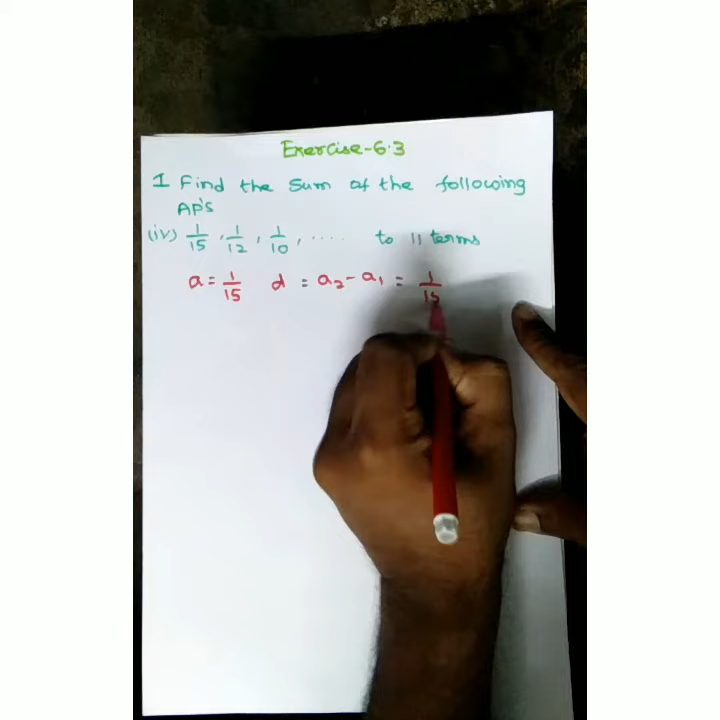 Exercise-6.3
1 Find the Sum of the following
AP's
(iv) 1/15, 1/12, 1/10, .... to 11 terms
a = 1/15 d = a₂ - a₁ = 1/15